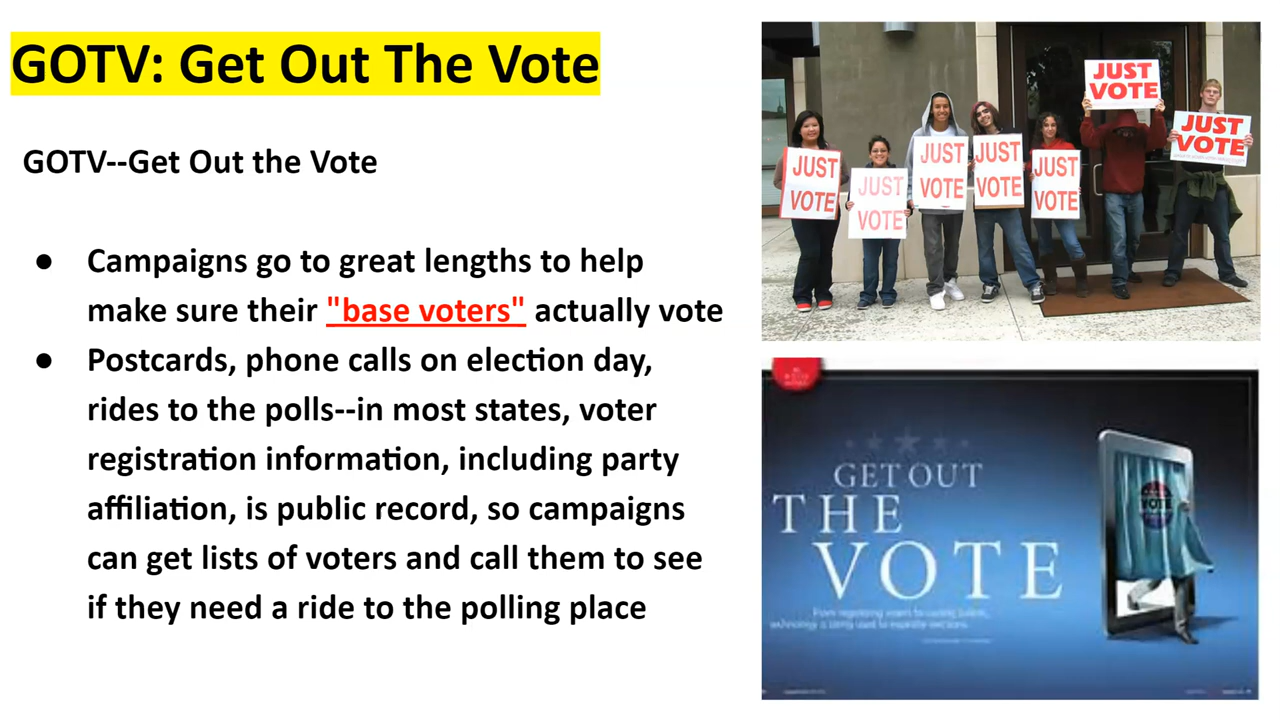 GOTV: Get Out The Vote
GOTV--Get Out the Vote
● Campaigns go to great lengths to help
make sure their "base voters" actually vote
● Postcards, phone calls on election day,
rides to the polls--in most states, voter
registration information, including party
affiliation, is public record, so campaigns
can get lists of voters and call them to see
if they need a ride to the polling place
JUST
VOTE
JUST
VOTE
JUST
VOTE
JUST
VOTE
JUST
VOTE
JUST
VOTE
JUST
VOTE
GET OUT
THE
VOTE
VOTE